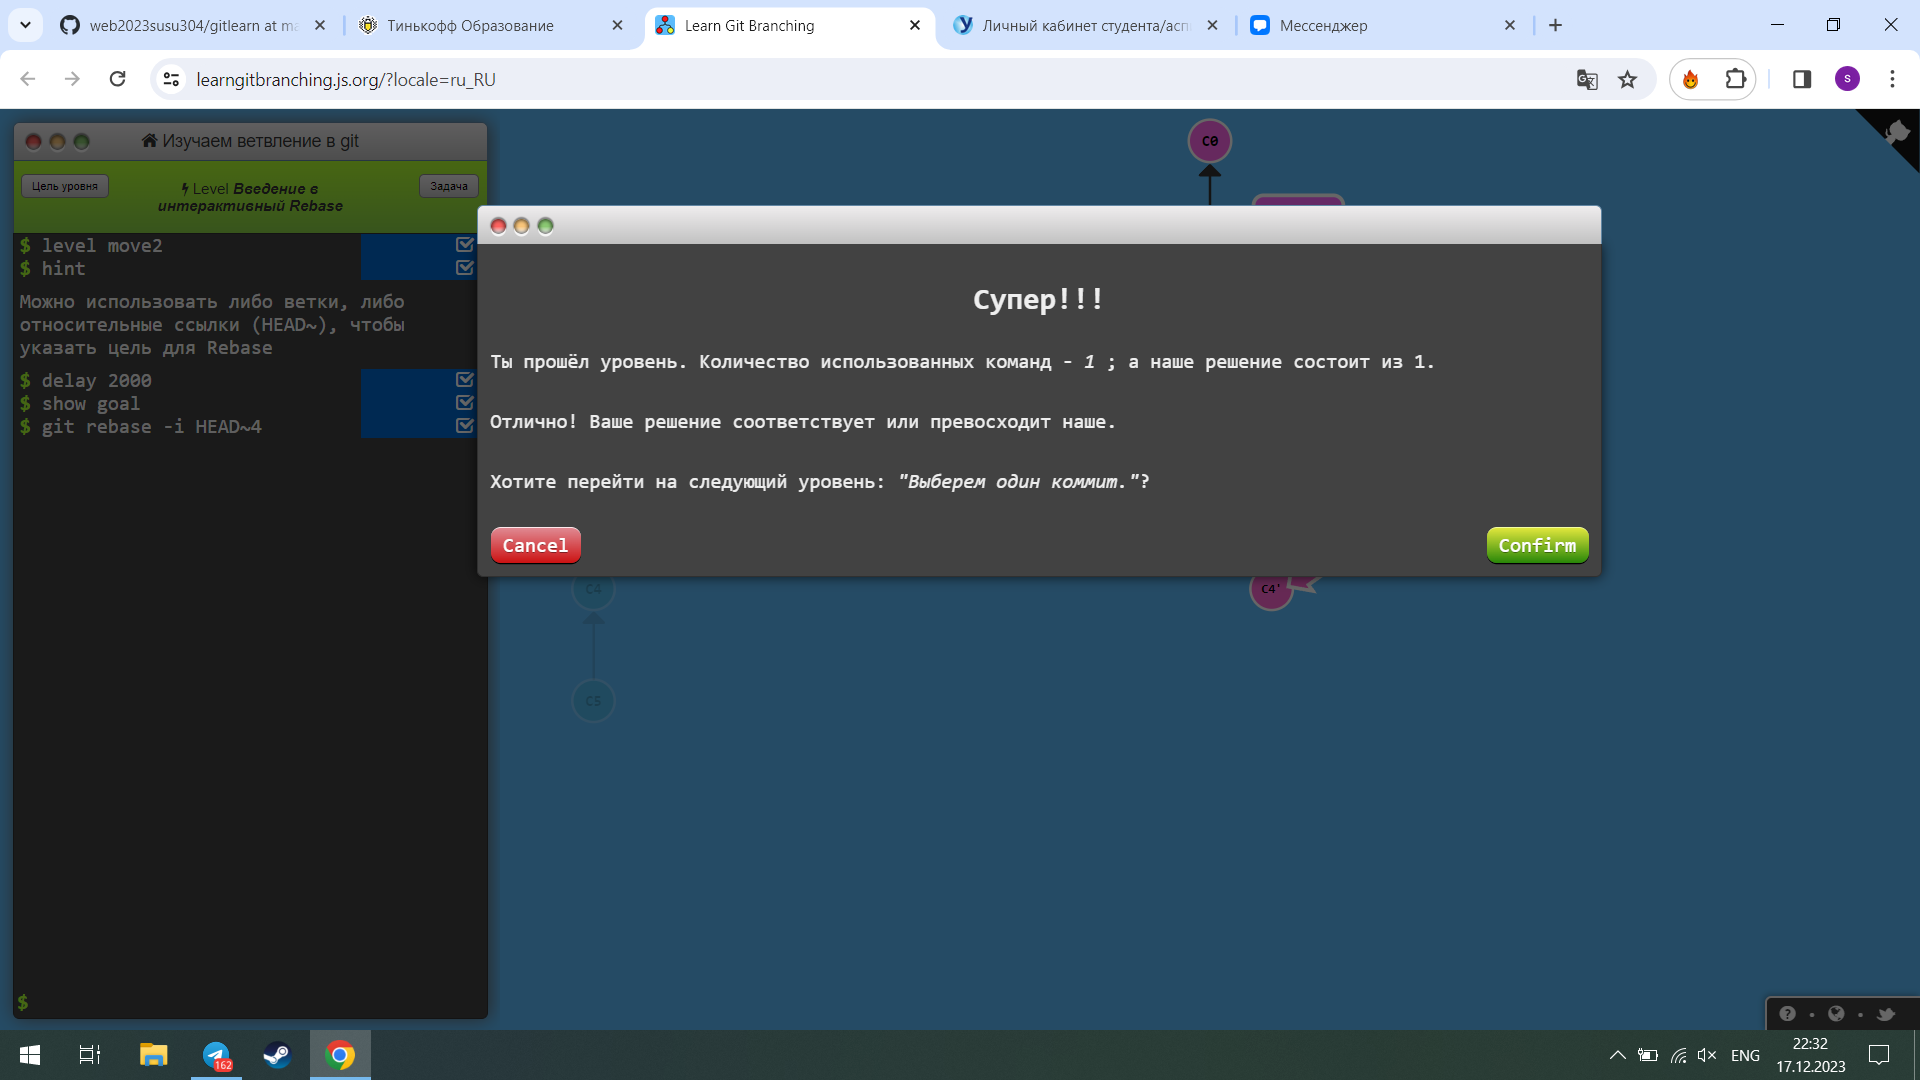 web2023susu304/gitlearn at ma
Тинькофф Образование
Learn Git Branching
Личный кабинет студента/асп
Мессенджер
learngitbranching.js.org/?locale=ru_RU
S
Изучаем ветвление в git
Цель уровня
Level Введение в
интерактивный Rebase
Задача
$ level move2
$ hint
Можно использовать либо ветки, либо
относительные ссылки (HEAD~), чтобы
указать цель для Rebase
$ delay 2000
$ show goal
$ git rebase -i HEAD~4
$
C0
Супер!!!
Ты прошёл уровень. Количество использованных команд - 1 ; а наше решение состоит из 1.
Отлично! Ваше решение соответствует или превосходит наше.
Хотите перейти на следующий уровень: "Выберем один коммит."?
Cancel
Confirm
C4
C4'
C5
162
ENG
22:32
17.12.2023